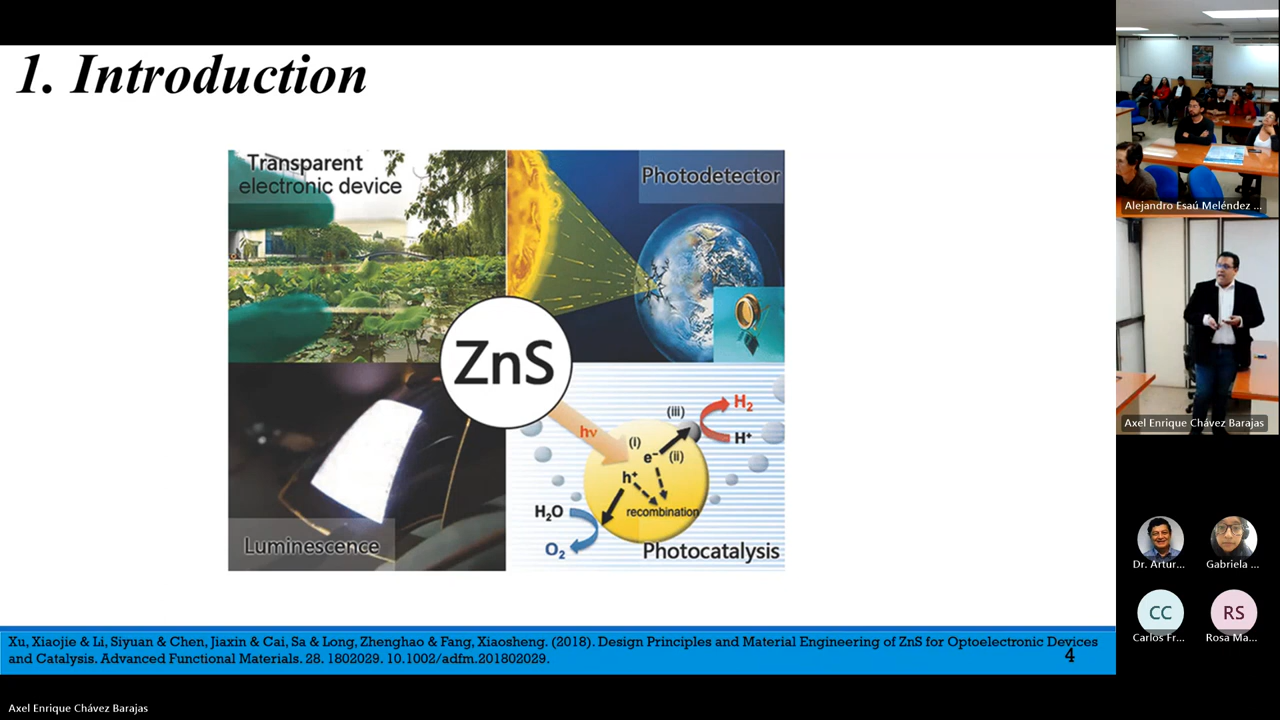 1. Introduction
Transparent
electronic device
Photodetector
ZnS
Luminescence
hν
(i)
(ii)
(iii)
e⁻
h⁺
recombination
H₂
H⁺
H₂O
O₂
Photocatalysis
Xu, Xiaojie & Li, Siyuan & Chen, Jiaxin & Cai, Sa & Long, Zhenghao & Fang, Xiaosheng. (2018). Design Principles and Material Engineering of ZnS for Optoelectronic Devices
and Catalysis. Advanced Functional Materials. 28. 1802029. 10.1002/adfm.201802029.
4
Alejandro Esaú Meléndez ...
Axel Enrique Chávez Barajas
Dr. Artur...
Gabriela ...
CC
RS
Carlos Fr...
Rosa Ma...
Axel Enrique Chávez Barajas